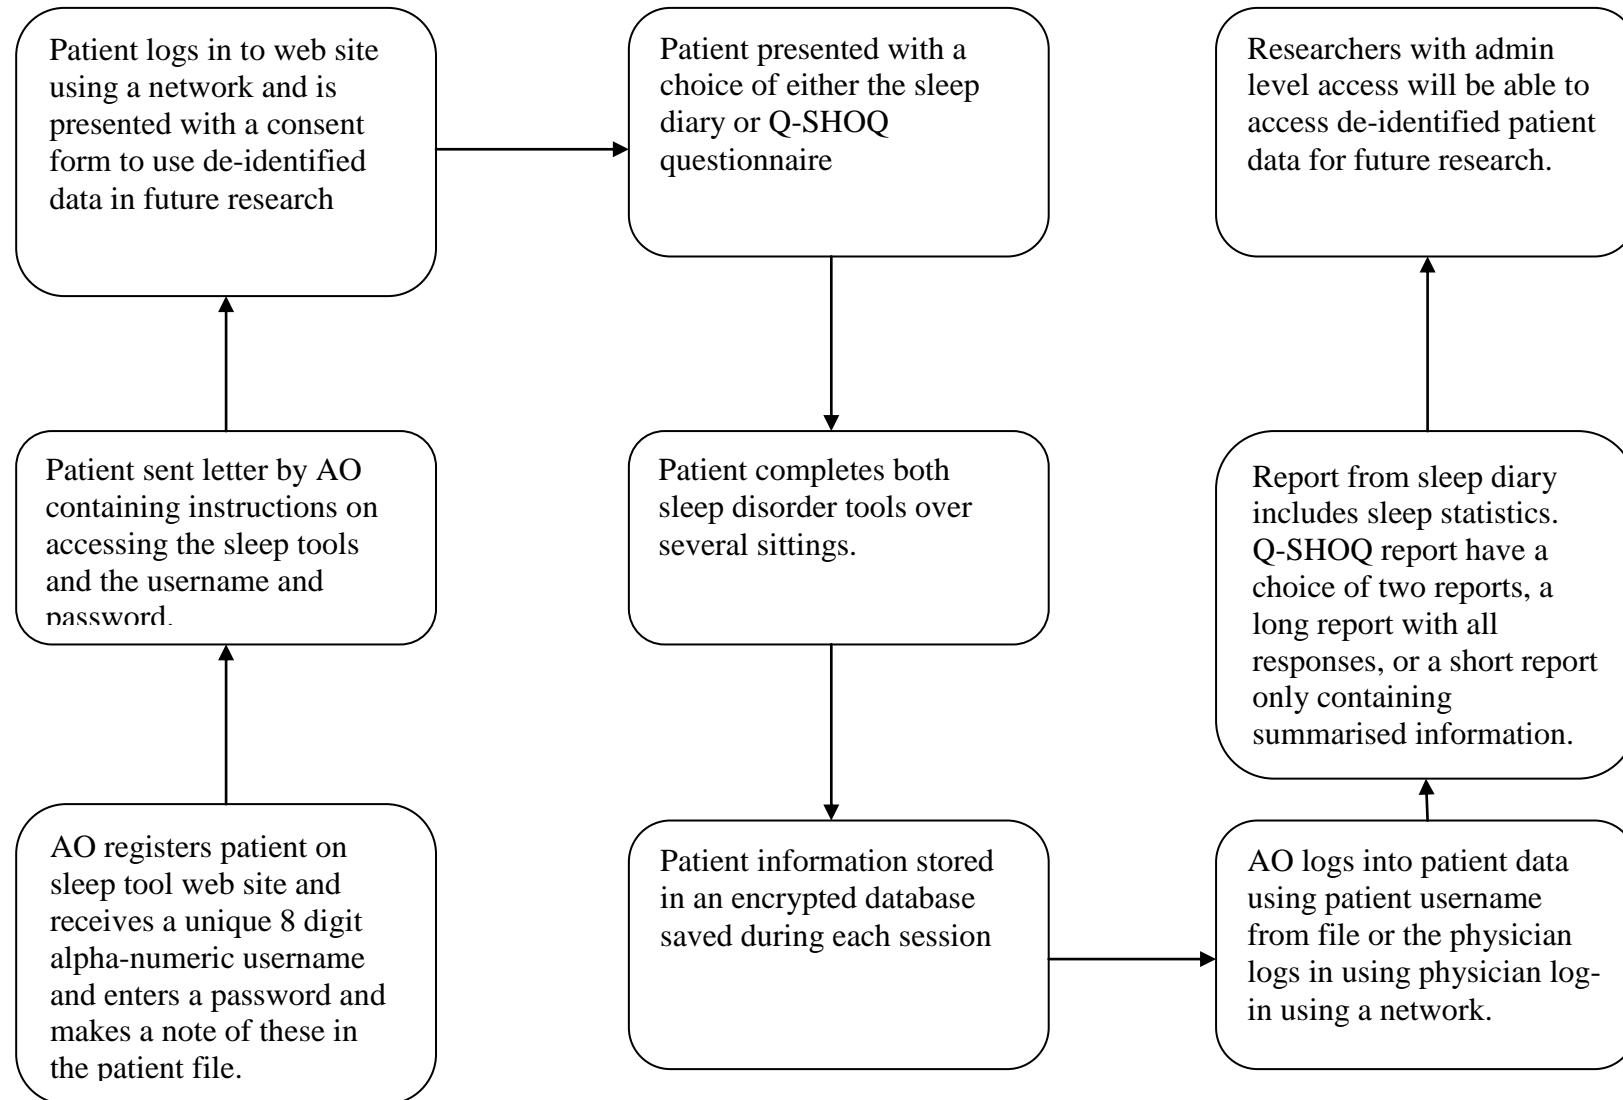 Patient logs in to web site
using a network and is
presented with a consent
form to use de-identified
data in future research
Patient presented with a
choice of either the sleep
diary or Q-SHOQ
questionnaire
Researchers with admin
level access will be able to
access de-identified patient
data for future research.
Patient sent letter by AO
containing instructions on
accessing the sleep tools
and the username and
password.
Patient completes both
sleep disorder tools over
several sittings.
Report from sleep diary
includes sleep statistics.
Q-SHOQ report have a
choice of two reports, a
long report with all
responses, or a short report
only containing
summarised information.
AO registers patient on
sleep tool web site and
receives a unique 8 digit
alpha-numeric username
and enters a password and
makes a note of these in
the patient file.
Patient information stored
in an encrypted database
saved during each session
AO logs into patient data
using patient username
from file or the physician
logs in using physician log-
in using a network.